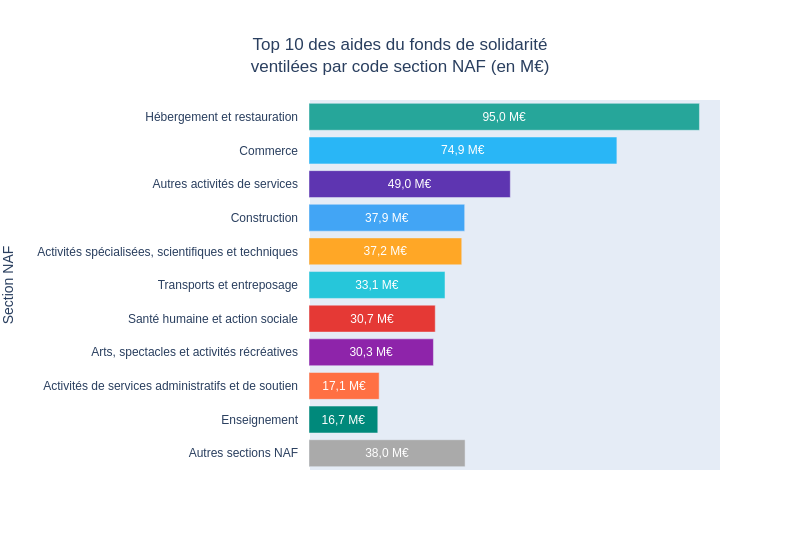 Top 10 des aides du fonds de solidarité
ventilées par code section NAF (en M€)
Section NAF
Hébergement et restauration 95,0 M€
Commerce 74,9 M€
Autres activités de services 49,0 M€
Construction 37,9 M€
Activités spécialisées, scientifiques et techniques 37,2 M€
Transports et entreposage 33,1 M€
Santé humaine et action sociale 30,7 M€
Arts, spectacles et activités récréatives 30,3 M€
Activités de services administratifs et de soutien 17,1 M€
Enseignement 16,7 M€
Autres sections NAF 38,0 M€